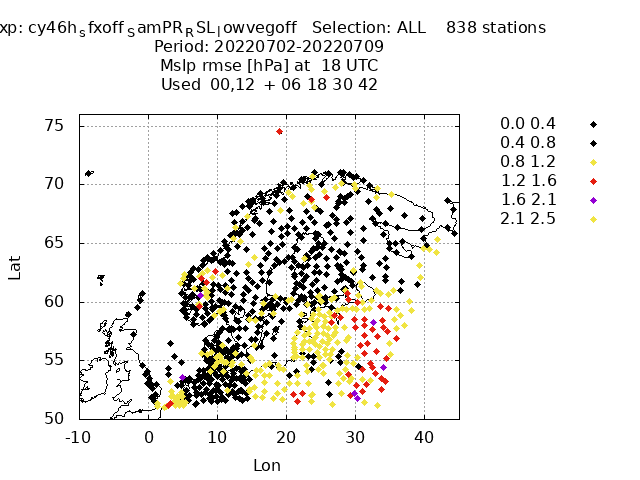 xp: cy46h_sfxoff_samPR_RSL_lowvegoff Selection: ALL 838 stations
Period: 20220702-20220709
Mslp rmse [hPa] at 18 UTC
Used 00,12 + 06 18 30 42
0.0 0.4
0.4 0.8
0.8 1.2
1.2 1.6
1.6 2.1
2.1 2.5
75
70
65
60
55
50
Lat
-10 0 10 20 30 40
Lon